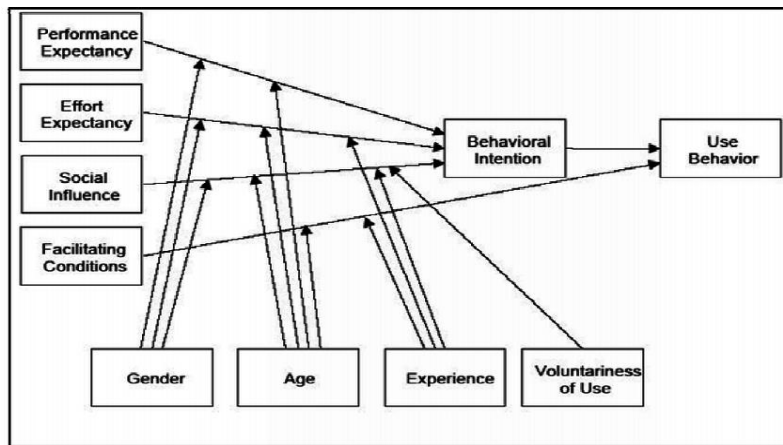 Performance
Expectancy
Effort
Expectancy
Social
Influence
Facilitating
Conditions
Behavioral
Intention
Use
Behavior
Gender
Age
Experience
Voluntariness
of Use